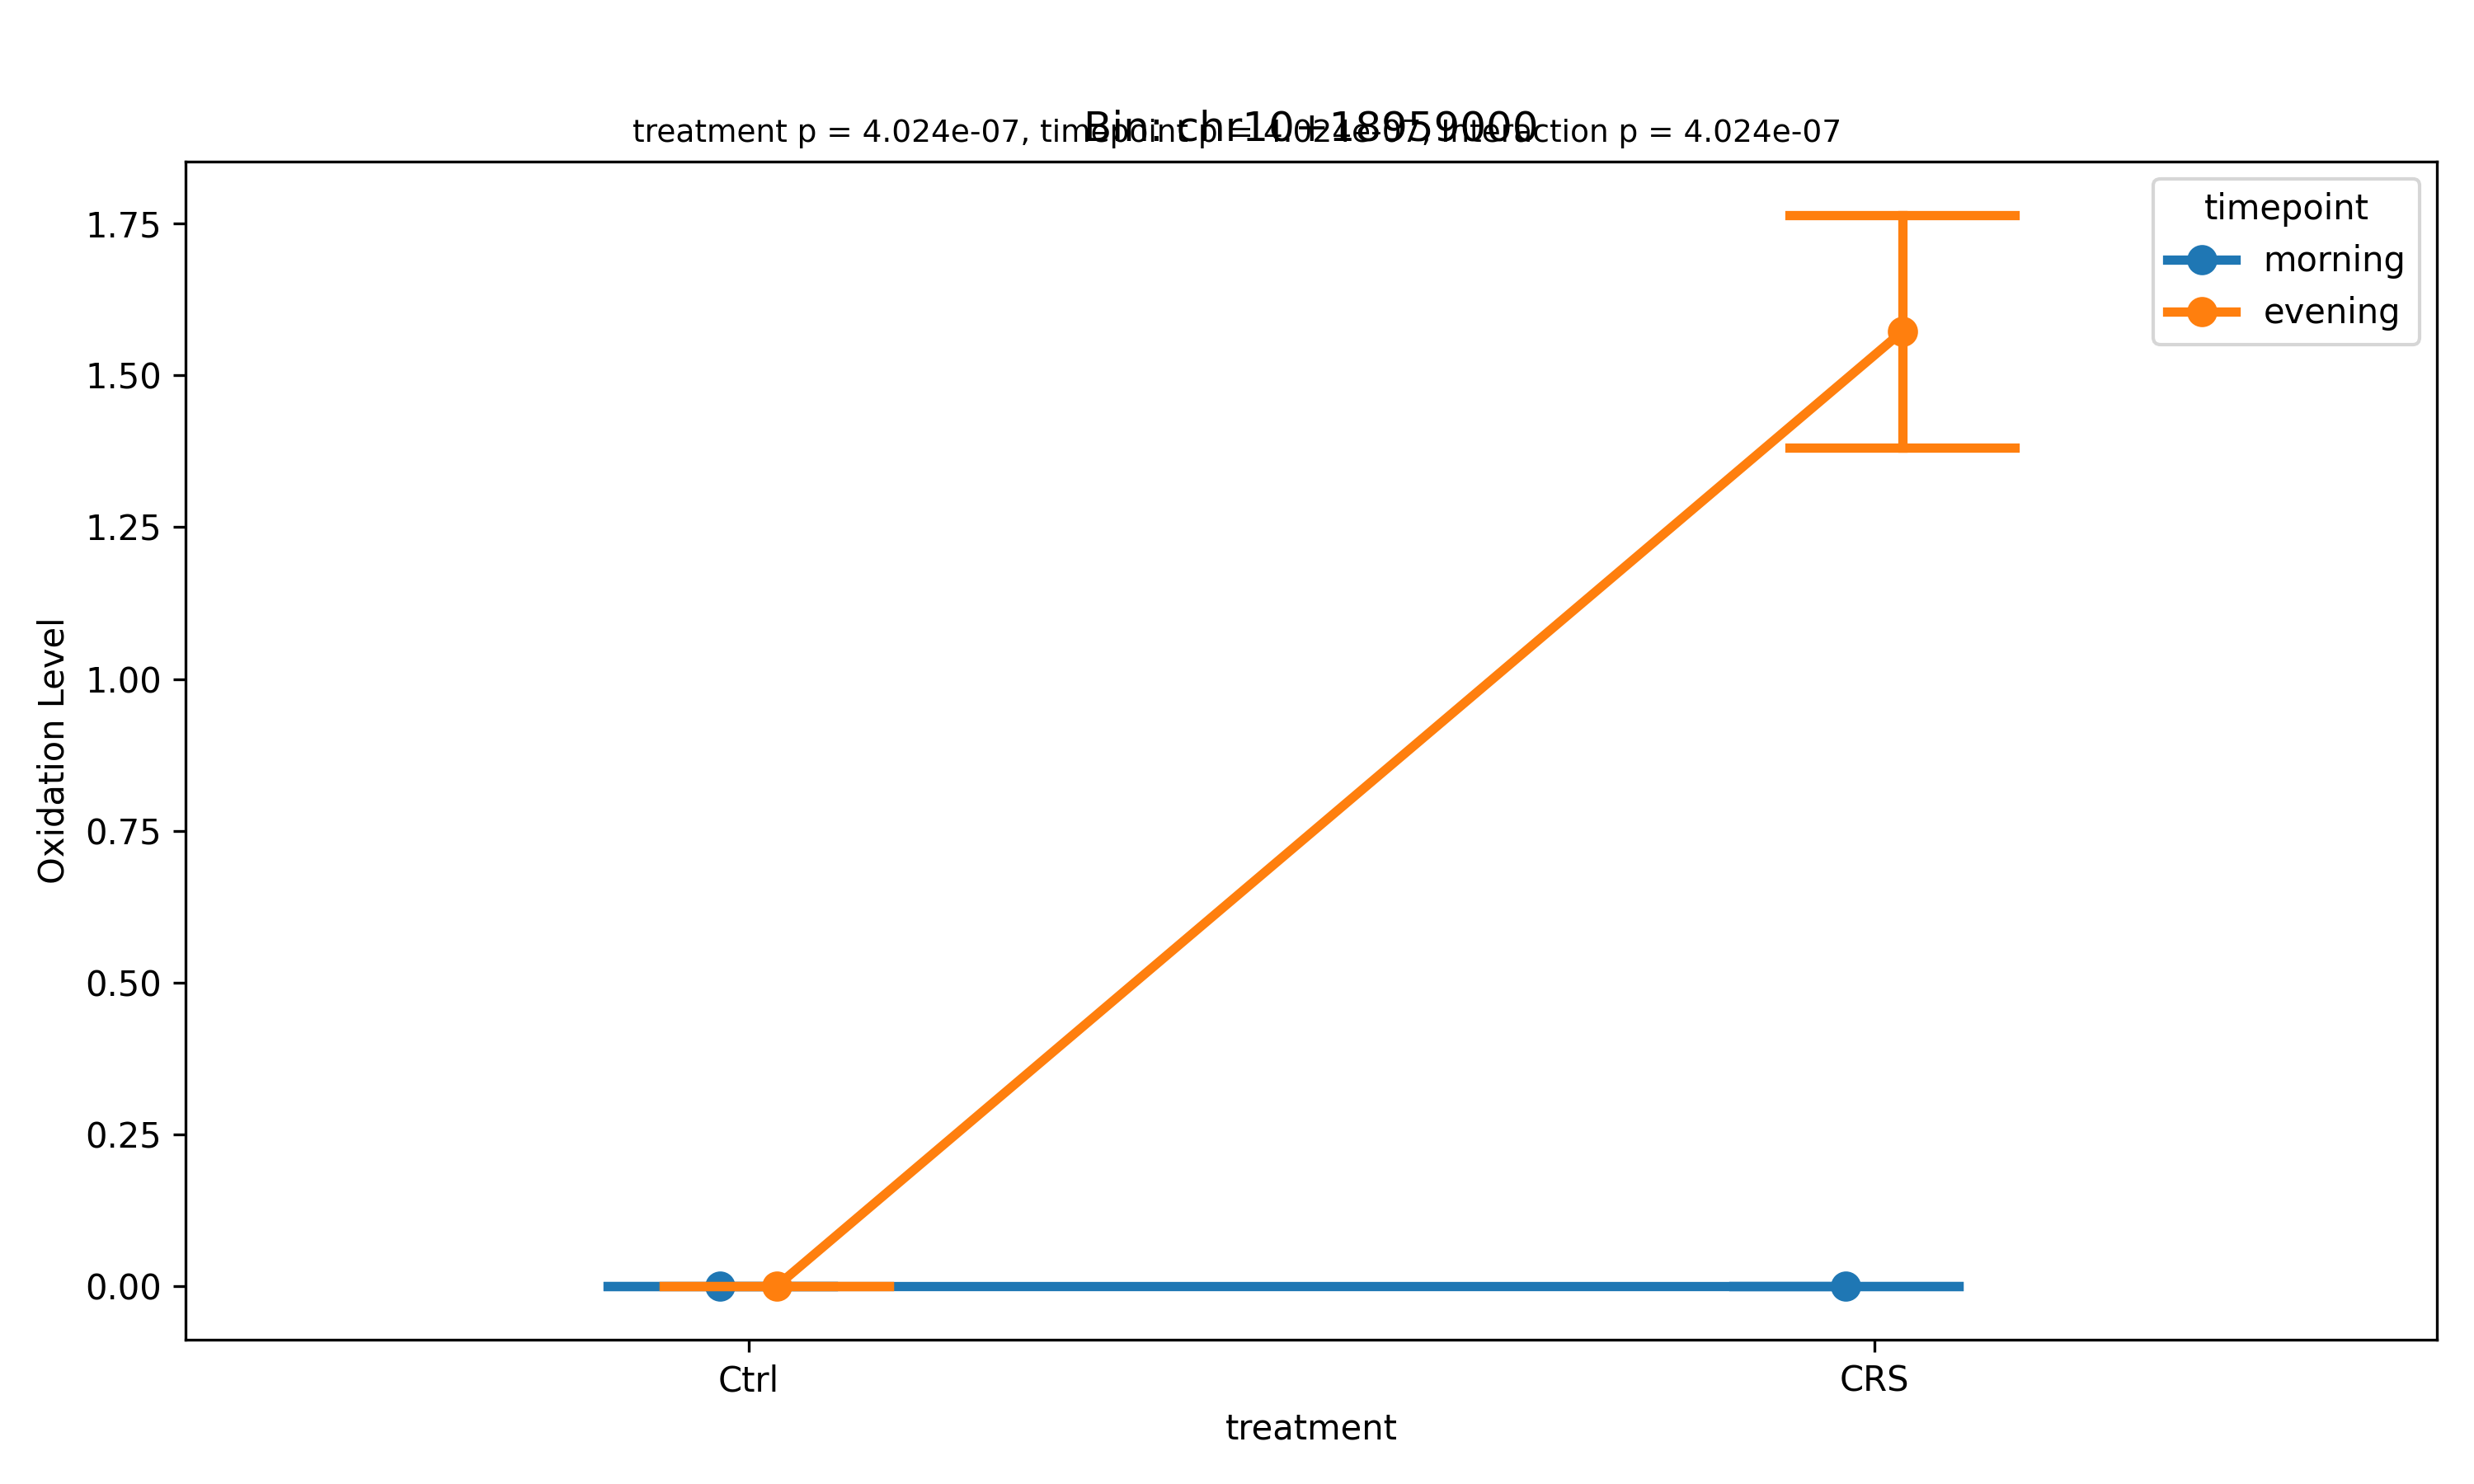 Bin: chr10+18959000
treatment p = 4.024e-07, timepoint p = 4.024e-07, Interaction p = 4.024e-07
timepoint
morning
evening
1.75
1.50
1.25
1.00
0.75
0.50
0.25
0.00
Oxidation Level
Ctrl
CRS
treatment